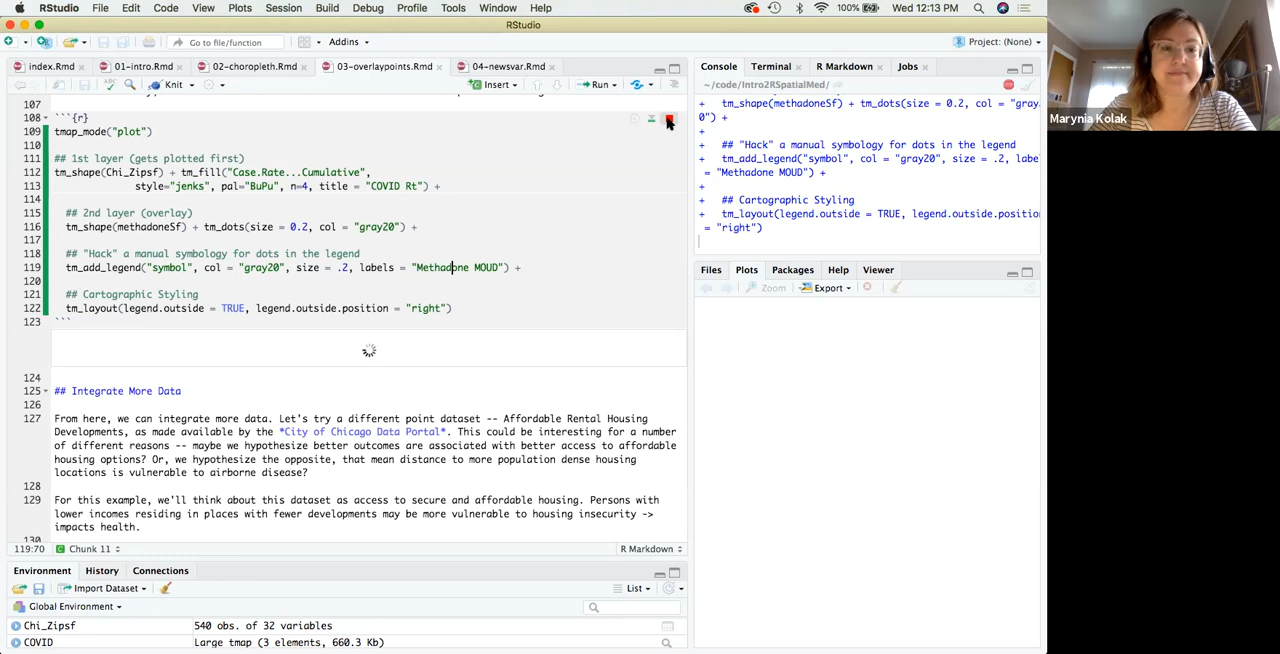 RStudio File Edit Code View Plots Session Build Debug Profile Tools Window Help 100% Wed 12:13 PM
RStudio
Go to file/function Addins Project: (None)
index.Rmd 01-intro.Rmd 02-choropleth.Rmd 03-overlaypoints.Rmd 04-newsvar.Rmd
Knit Insert Run
107
108 ```{r}
109 tmap_mode("plot")
110
111 ## 1st layer (gets plotted first)
112 tm_shape(Chi_Zipsf) + tm_fill("Case.Rate...Cumulative",
113 style="jenks", pal="BuPu", n=4, title = "COVID Rt") +
114
115 ## 2nd layer (overlay)
116 tm_shape(methadoneSf) + tm_dots(size = 0.2, col = "gray20") +
117
118 ## "Hack" a manual symbology for dots in the legend
119 tm_add_legend("symbol", col = "gray20", size = .2, labels = "Methadone MOUD") +
120
121 ## Cartographic Styling
122 tm_layout(legend.outside = TRUE, legend.outside.position = "right")
123 ```
124
125 ## Integrate More Data
126
127 From here, we can integrate more data. Let's try a different point dataset -- Affordable Rental Housing
Developments, as made available by the *City of Chicago Data Portal*. This could be interesting for a number
of different reasons -- maybe we hypothesize better outcomes are associated with better access to affordable
housing options? Or, we hypothesize the opposite, that mean distance to more population dense housing
locations is vulnerable to airborne disease?
128
129 For this example, we'll think about this dataset as access to secure and affordable housing. Persons with
lower incomes residing in places with fewer developments may be more vulnerable to housing insecurity ->
impacts health.
130
119:70 Chunk 11 R Markdown
Environment History Connections
Import Dataset List
Global Environment
Chi_Zipsf 540 obs. of 32 variables
COVID Large tmap (3 elements, 660.3 Kb)
Console Terminal R Markdown Jobs
~/code/Intro2RSpatialMed/
+ tm_shape(methadoneSf) + tm_dots(size = 0.2, col = "gray2
0") +
+
+ ## "Hack" a manual symbology for dots in the legend
+ tm_add_legend("symbol", col = "gray20", size = .2, labels
= "Methadone MOUD") +
+
+ ## Cartographic Styling
+ tm_layout(legend.outside = TRUE, legend.outside.position
= "right")
Files Plots Packages Help Viewer
Zoom Export
Marynia Kolak